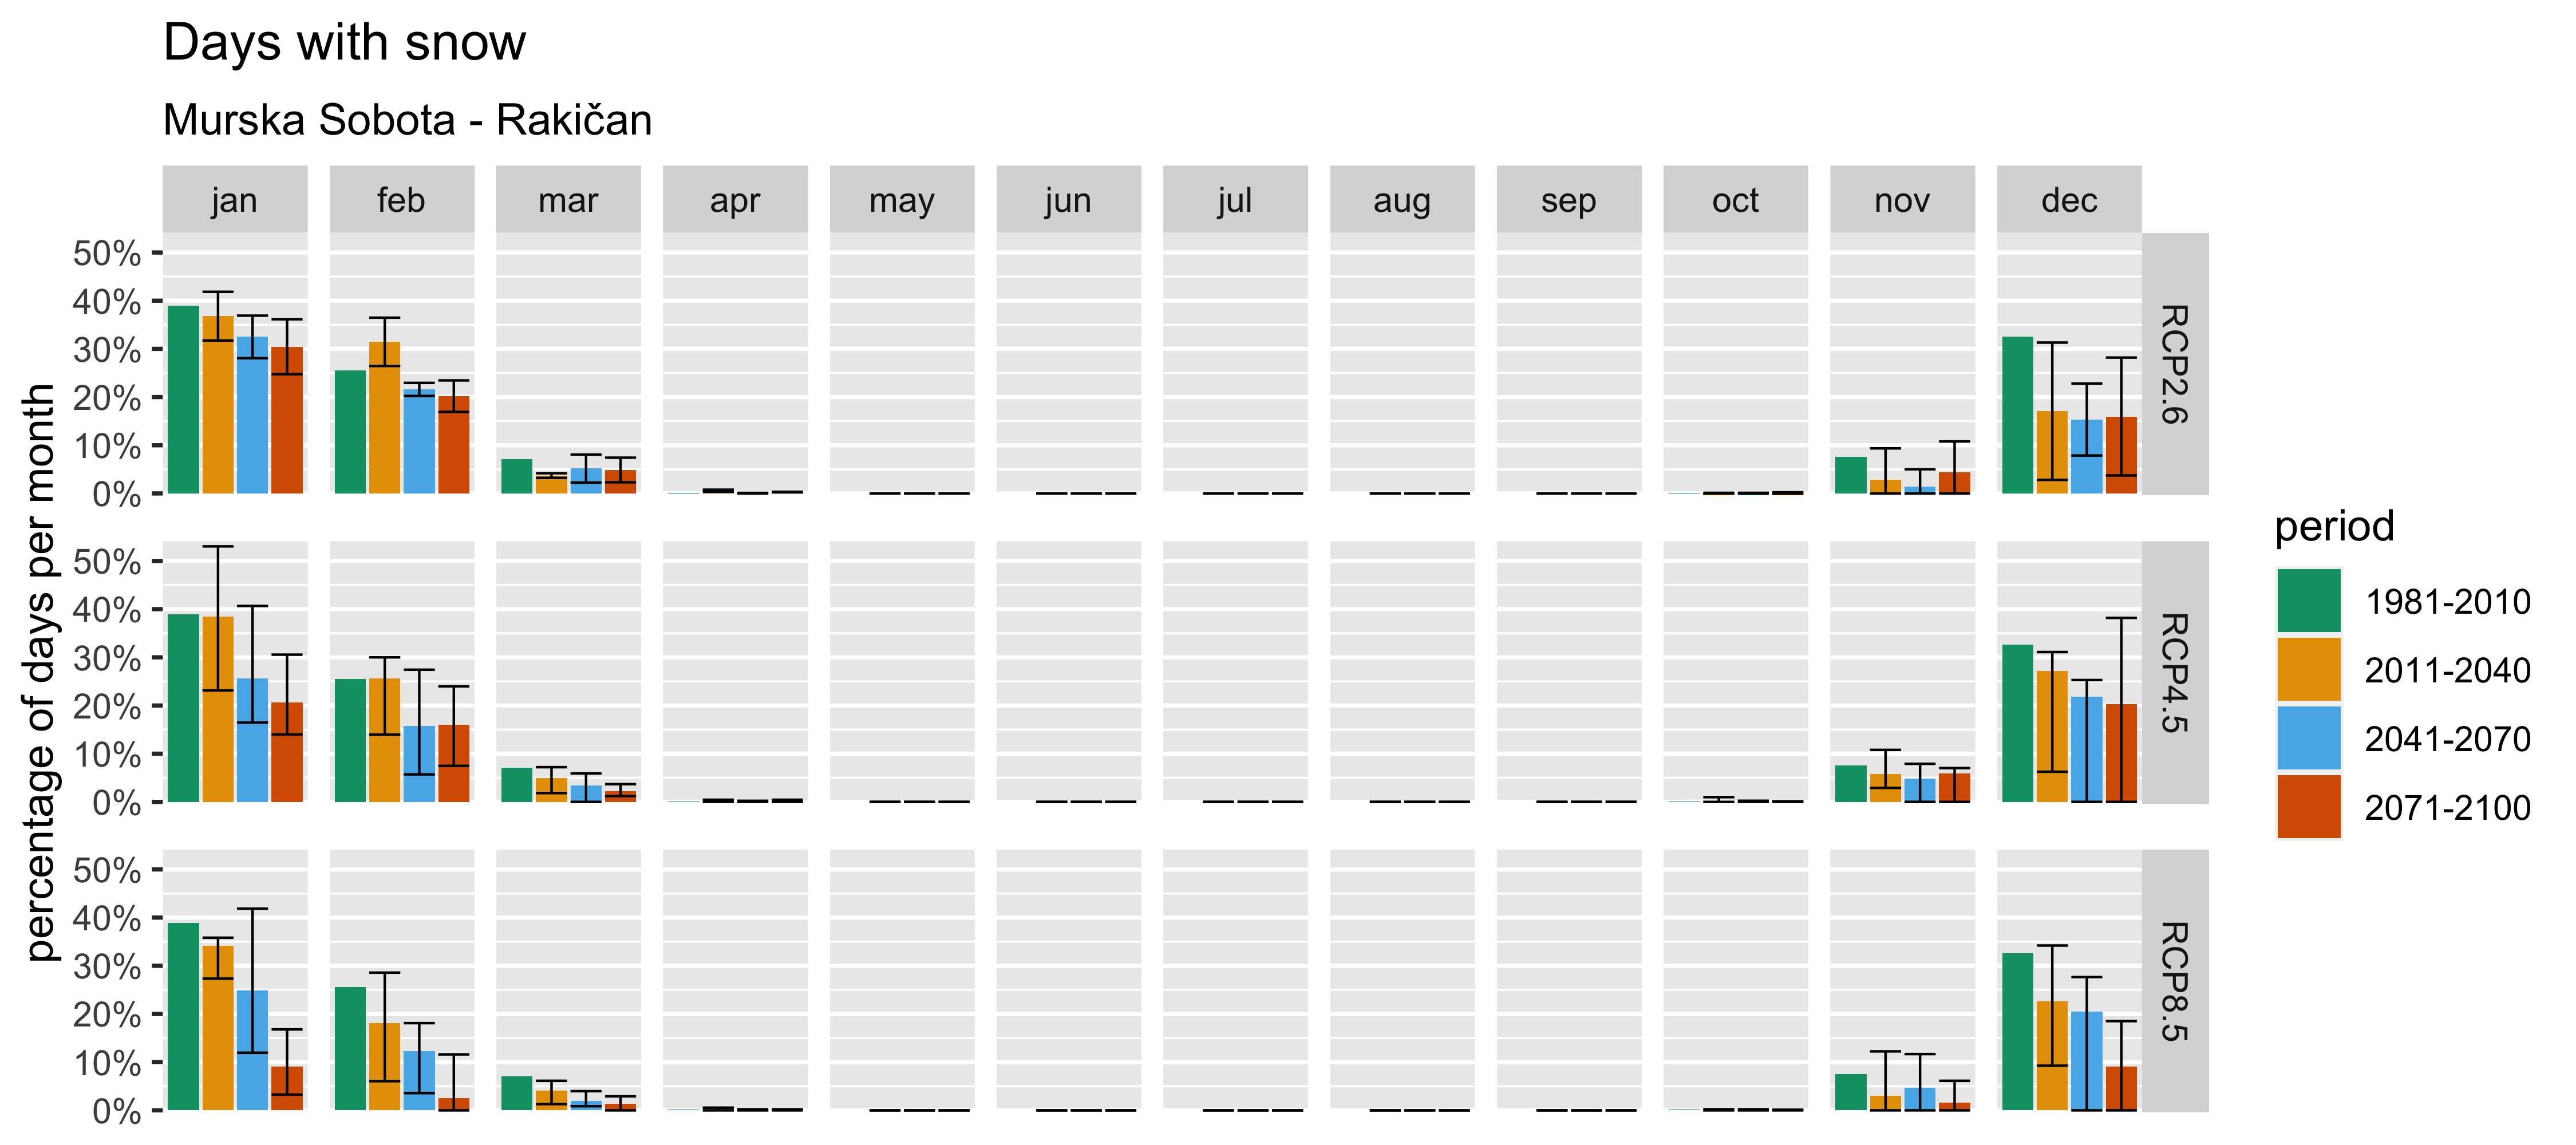 Days with snow
Murska Sobota - Rakičan
jan feb mar apr may jun jul aug sep oct nov dec
percentage of days per month
50%
40%
30%
20%
10%
0%
RCP2.6
50%
40%
30%
20%
10%
0%
RCP4.5
50%
40%
30%
20%
10%
0%
RCP8.5
period
1981-2010
2011-2040
2041-2070
2071-2100